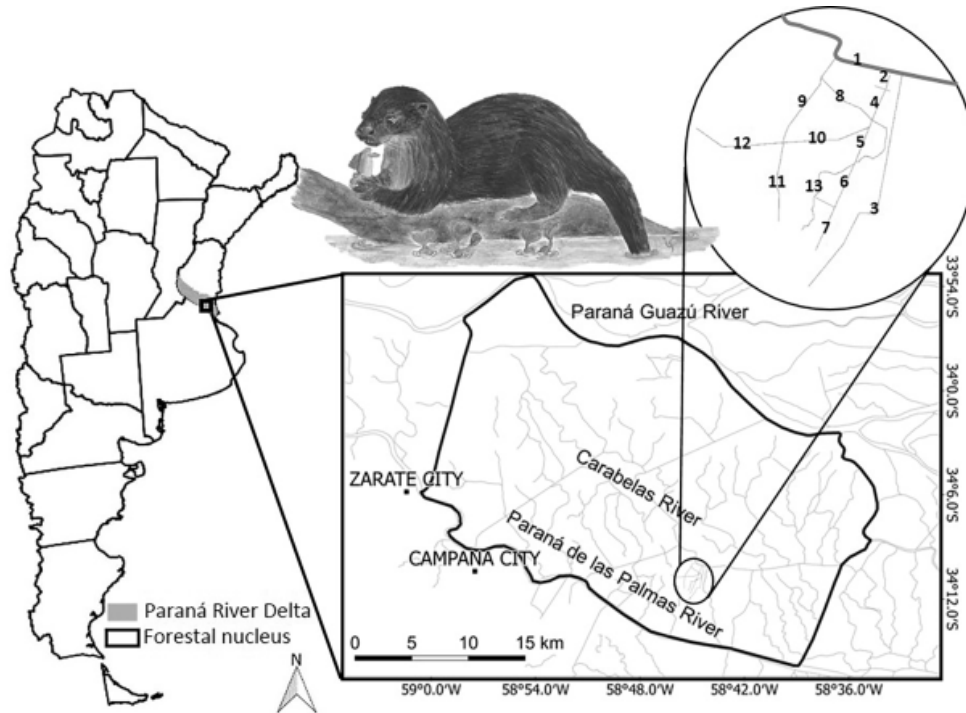 1
2
9
8
4
12
10
5
11
13
6
3
7
33°54.0'S
34°0.0'S
34°6.0'S
34°12.0'S
Paraná Guazú River
Carabelas River
Paraná de las Palmas River
ZARATE CITY
CAMPANA CITY
Paraná River Delta
Forestal nucleus
N
0 5 10 15 km
59°0.0'W 58°54.0'W 58°48.0'W 58°42.0'W 58°36.0'W